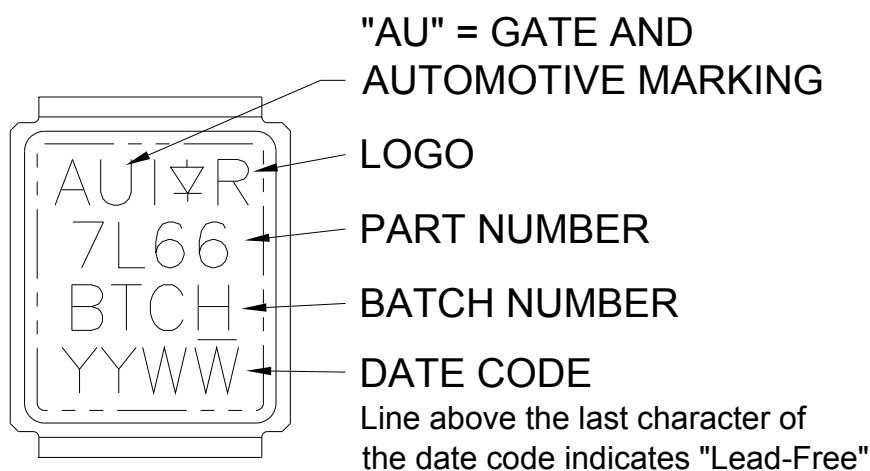 "AU" = GATE AND
AUTOMOTIVE MARKING
LOGO
PART NUMBER
BATCH NUMBER
DATE CODE
Line above the last character of
the date code indicates "Lead-Free"
AUI R
7L66
BTCH
YYWW̅